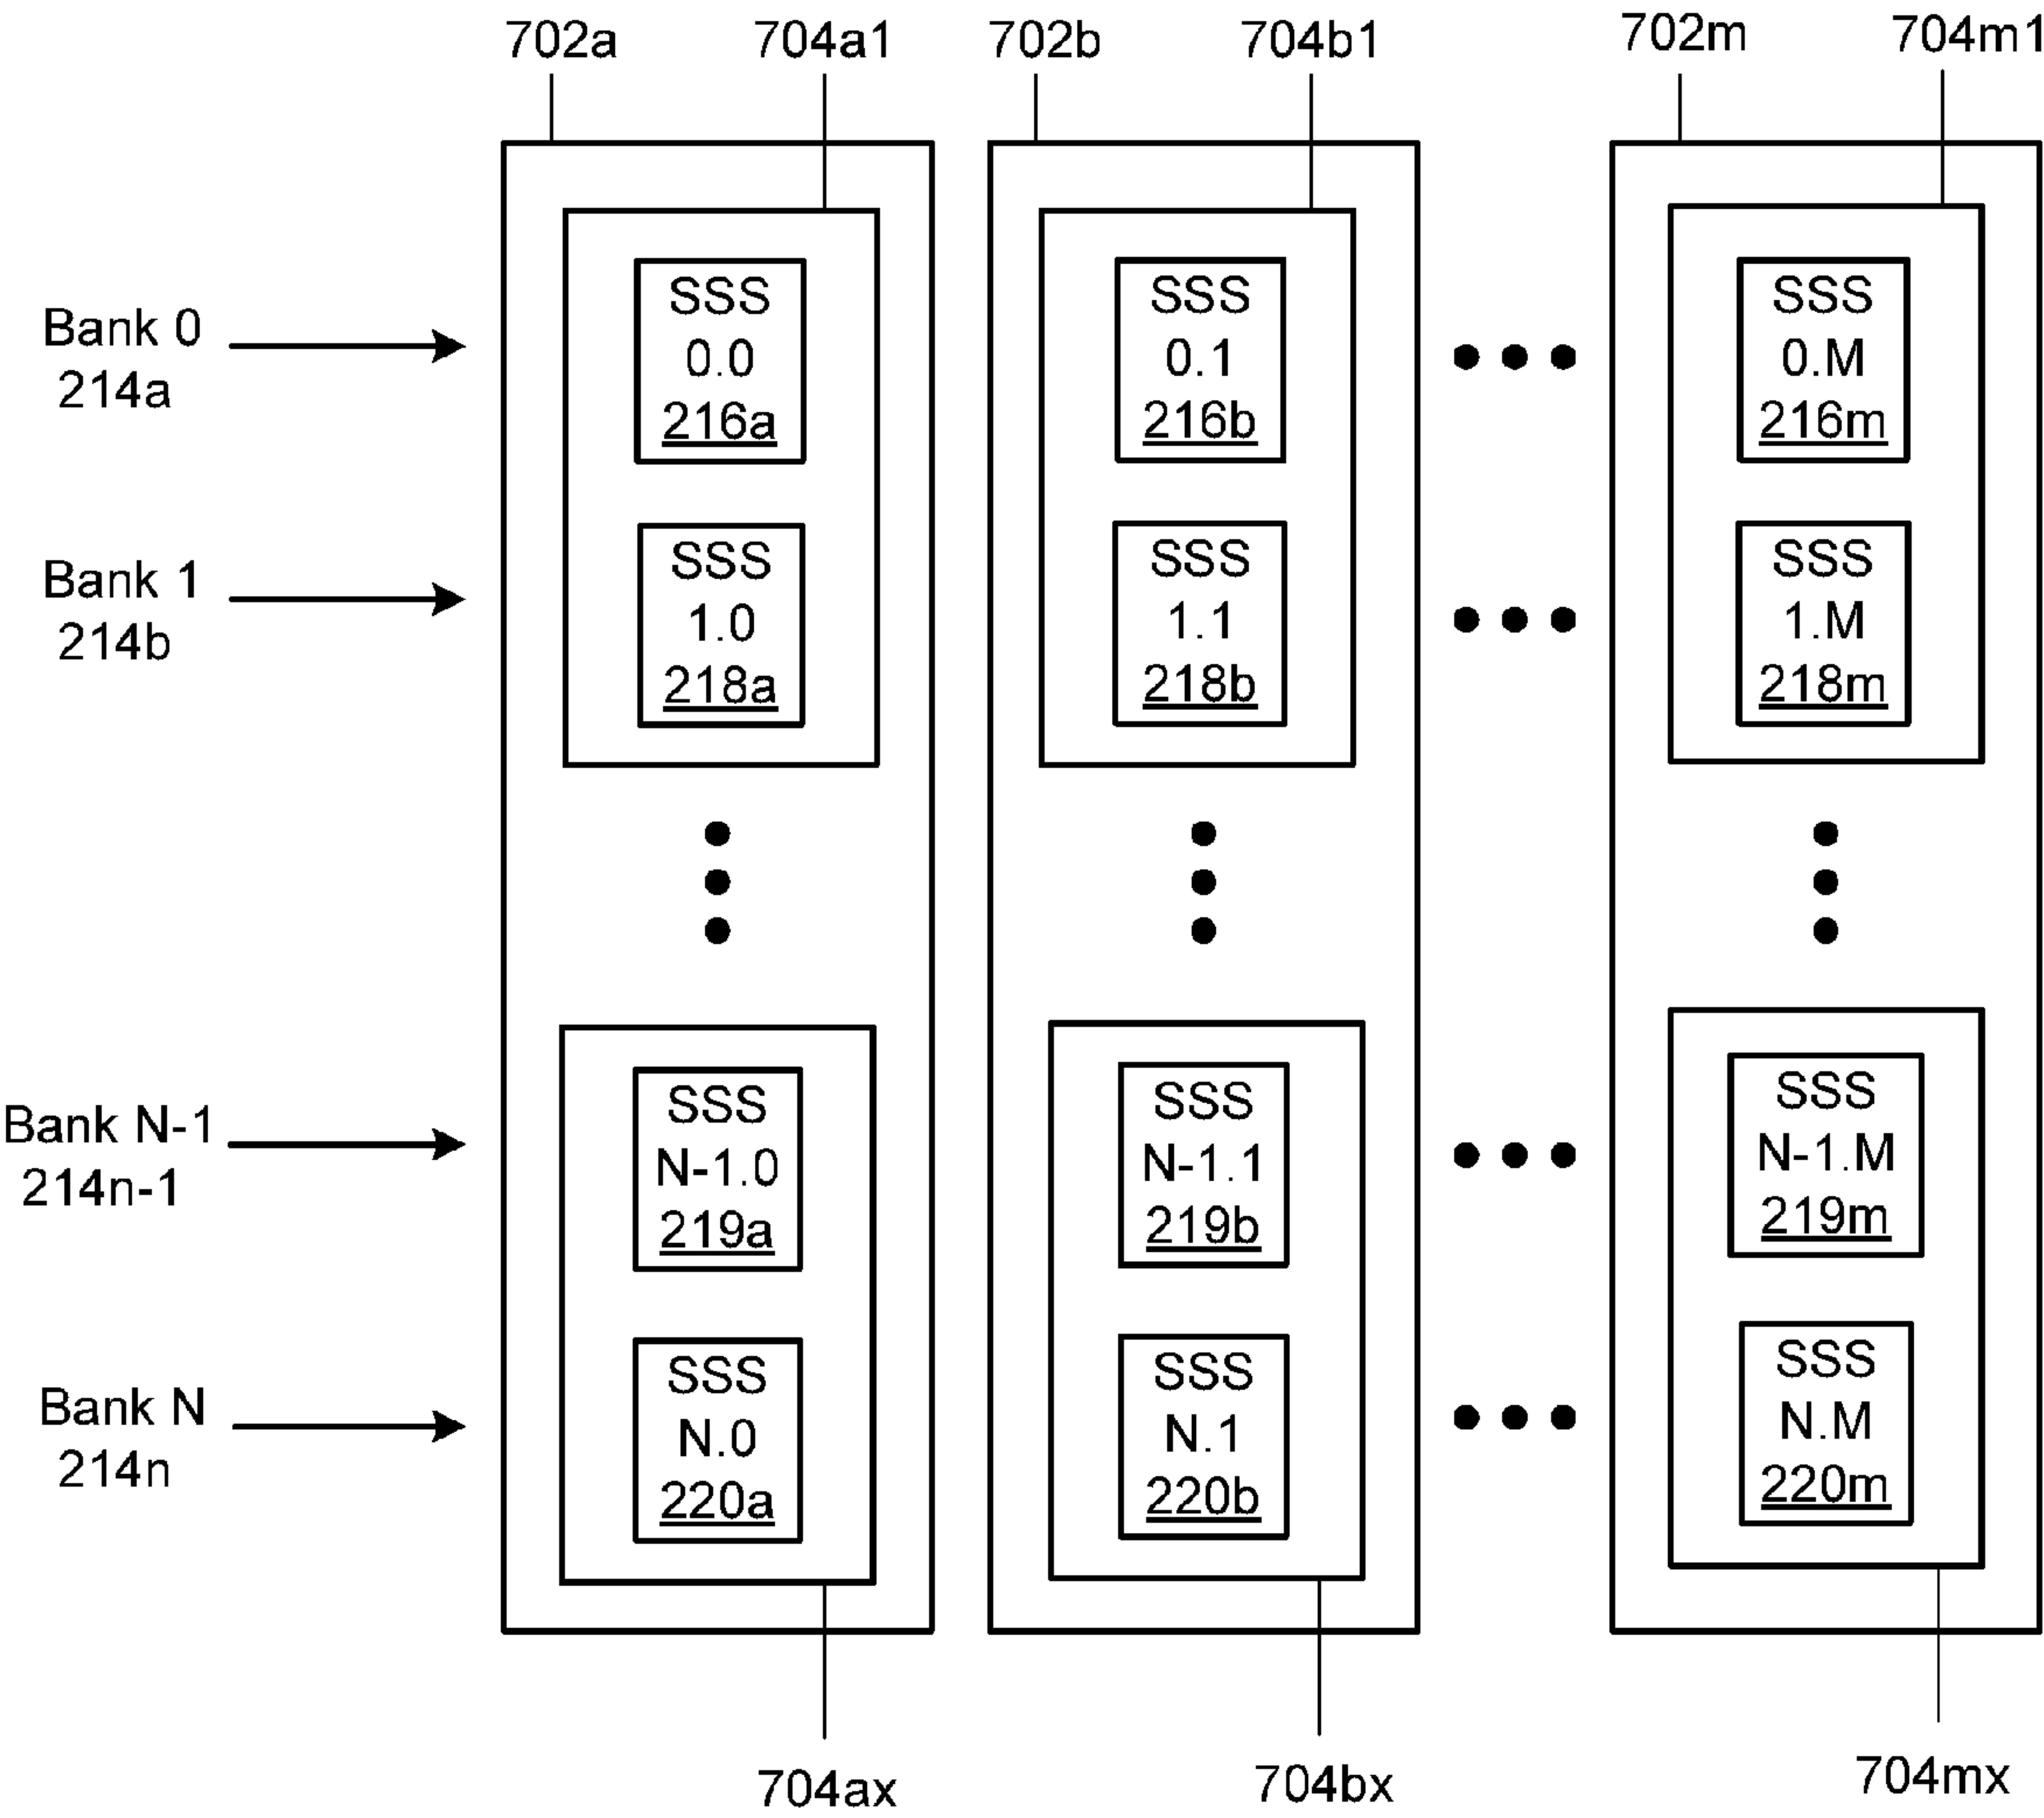 702a 704a1 702b 704b1 702m 704m1
Bank 0
214a
SSS
0.0
216a
SSS
0.1
216b
SSS
0.M
216m
Bank 1
214b
SSS
1.0
218a
SSS
1.1
218b
SSS
1.M
218m
Bank N-1
214n-1
SSS
N-1.0
219a
SSS
N-1.1
219b
SSS
N-1.M
219m
Bank N
214n
SSS
N.0
220a
SSS
N.1
220b
SSS
N.M
220m
704ax 704bx 704mx